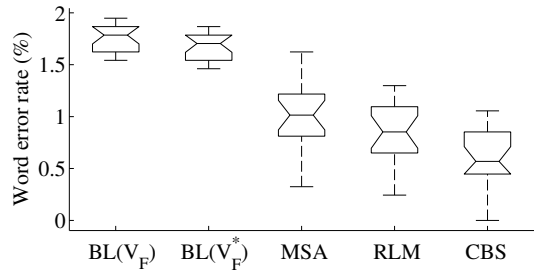 Word error rate (%)
2
1.5
1
0.5
0
BL(V_F) BL(V_F^*) MSA RLM CBS